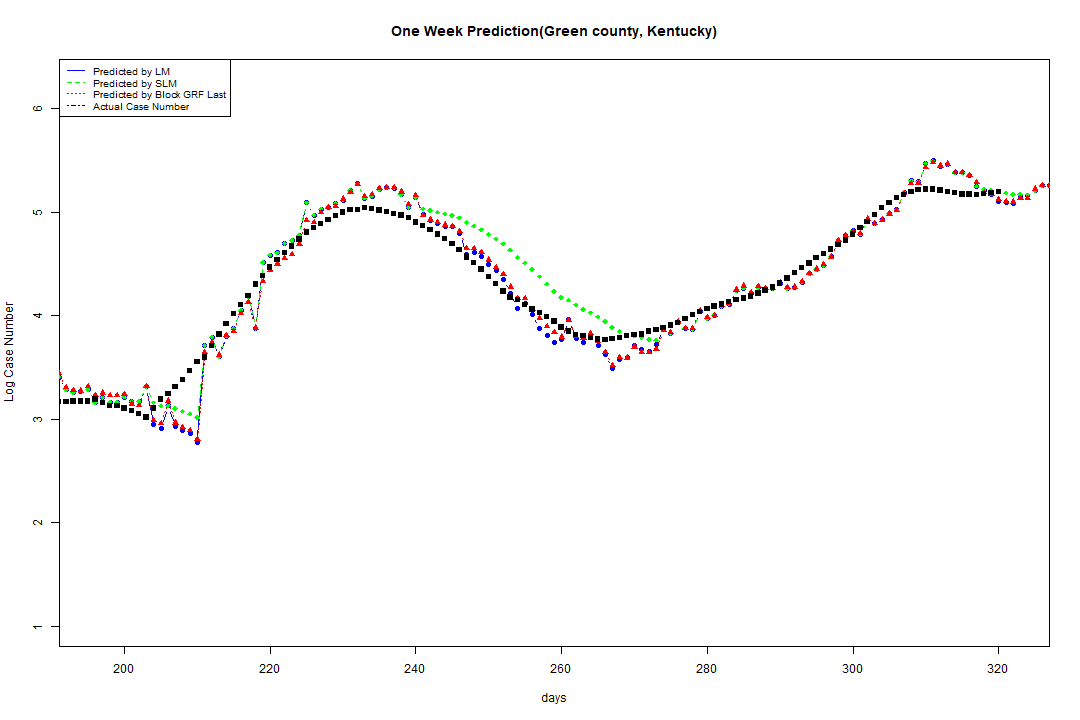 One Week Prediction(Green county, Kentucky)
Predicted by LM
Predicted by SLM
Predicted by Block GRF Last
Actual Case Number
6
5
4
3
2
1
Log Case Number
200 220 240 260 280 300 320
days